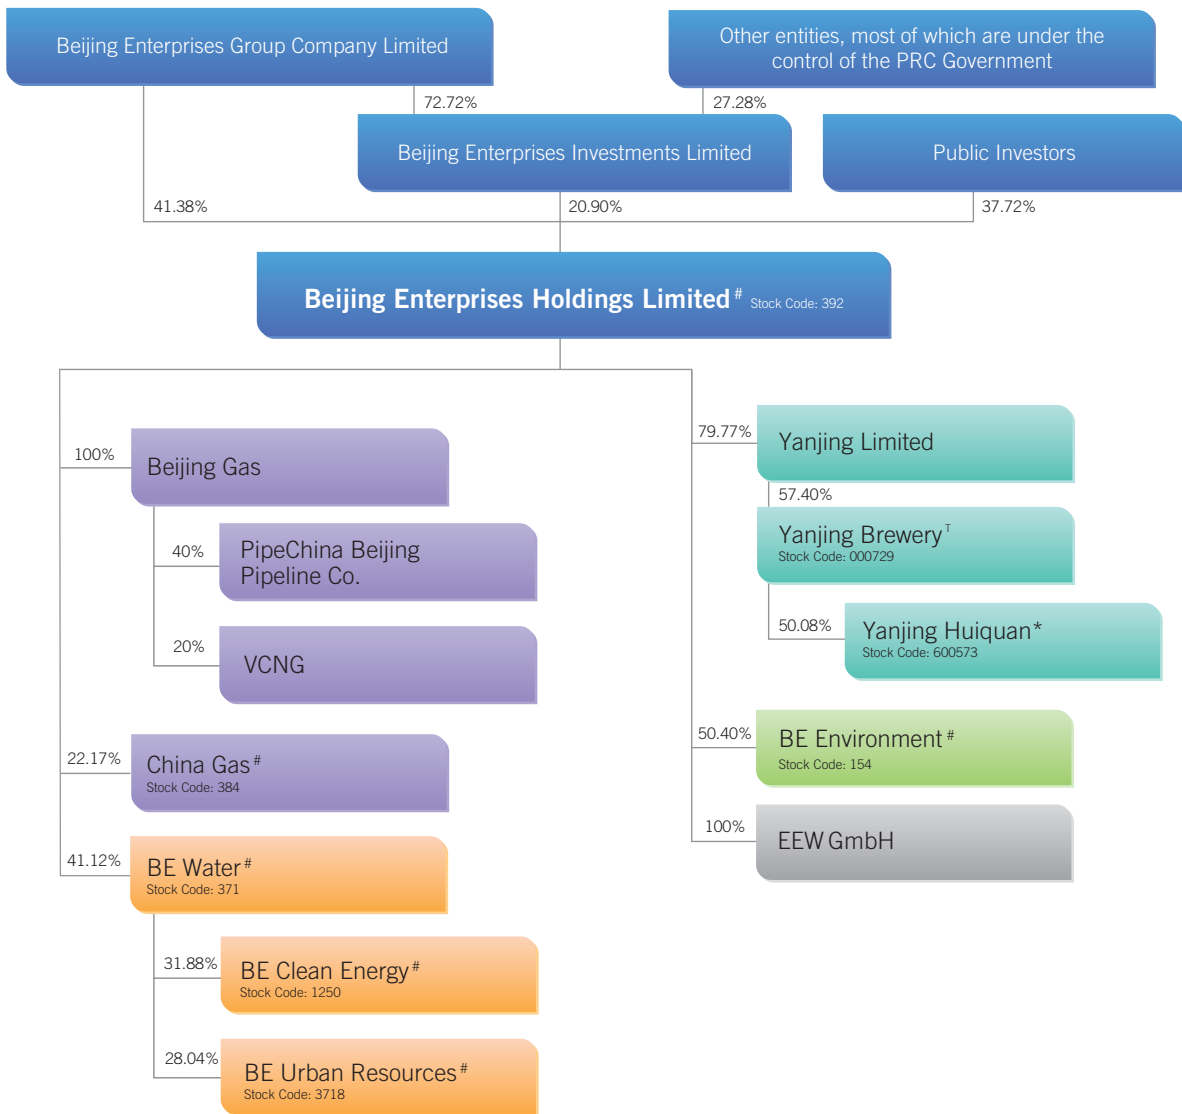 Beijing Enterprises Group Company Limited
Other entities, most of which are under the
control of the PRC Government
72.72%
27.28%
Beijing Enterprises Investments Limited
Public Investors
41.38%
20.90%
37.72%
Beijing Enterprises Holdings Limited# Stock Code: 392
100%
Beijing Gas
40%
PipeChina Beijing
Pipeline Co.
20%
VCNG
22.17%
China Gas#
Stock Code: 384
41.12%
BE Water#
Stock Code: 371
31.88%
BE Clean Energy#
Stock Code: 1250
28.04%
BE Urban Resources#
Stock Code: 3718
79.77%
Yanjing Limited
57.40%
Yanjing BreweryT
Stock Code: 000729
50.08%
Yanjing Huiquan*
Stock Code: 600573
50.40%
BE Environment#
Stock Code: 154
100%
EEW GmbH